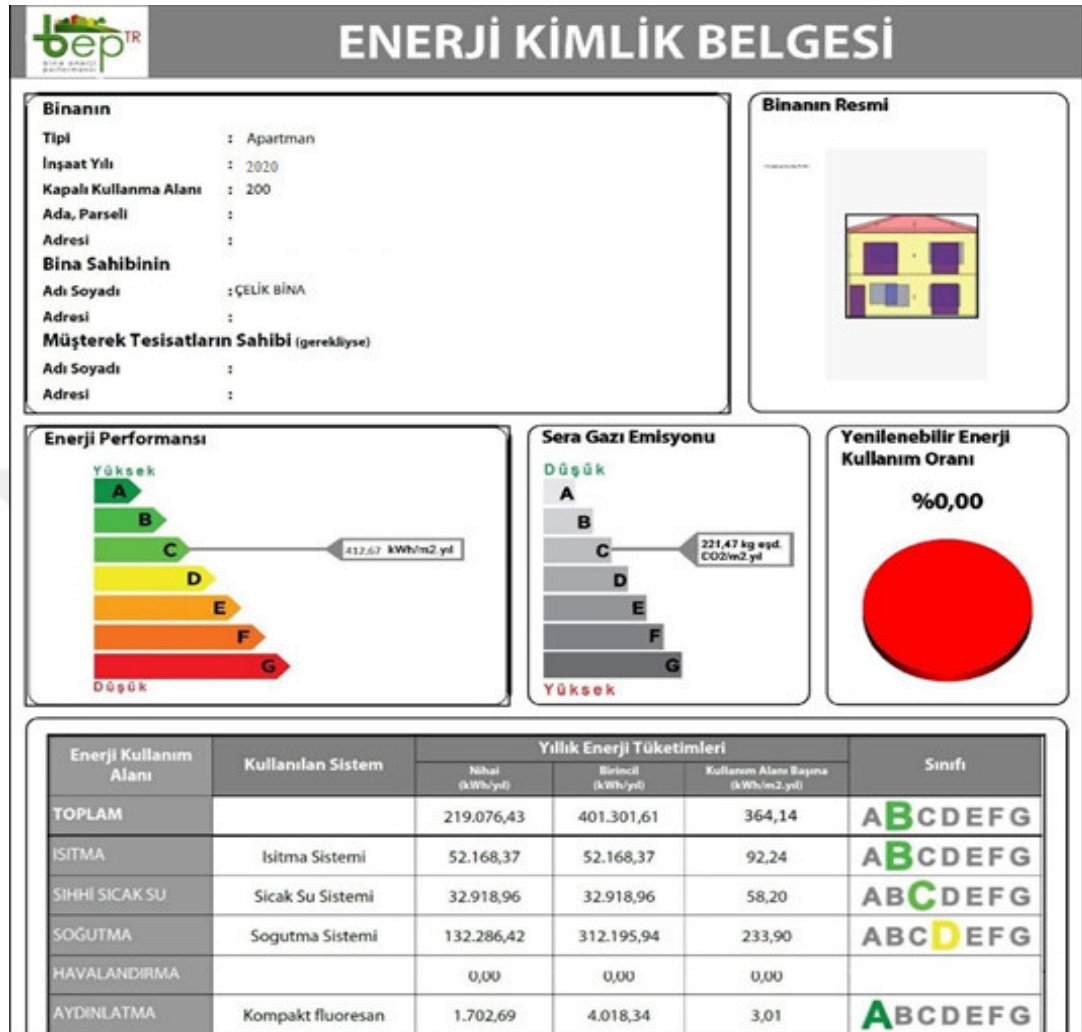 bep TR
bina enerji
performansı
ENERJİ KİMLİK BELGESİ
Binanın
Tipi : Apartman
İnşaat Yılı : 2020
Kapalı Kullanma Alanı : 200
Ada, Parseli :
Adresi :
Bina Sahibinin
Adı Soyadı :ÇELİK BİNA
Adresi :
Müşterek Tesisatların Sahibi (gerekliyse)
Adı Soyadı :
Adresi :
Binanın Resmi
Enerji Performansı
Yüksek
A
B
C 412,67 kWh/m2.yıl
D
E
F
G
Düşük
Sera Gazı Emisyonu
Düşük
A
B
C 221,47 kg eşd.
CO2/m2.yıl
D
E
F
G
Yüksek
Yenilenebilir Enerji
Kullanım Oranı
%0,00
Enerji Kullanım
Alanı
Kullanılan Sistem
Yıllık Enerji Tüketimleri
Nihai
(kWh/yıl)
Birincil
(kWh/yıl)
Kullanım Alanı Başına
(kWh/m2.yıl)
Sınıfı
TOPLAM 219.076,43 401.301,61 364,14 ABCDEFG
ISITMA Isitma Sistemi 52.168,37 52.168,37 92,24 ABCDEFG
SIHHİ SICAK SU Sicak Su Sistemi 32.918,96 32.918,96 58,20 ABCDEFG
SOĞUTMA Sogutma Sistemi 132.286,42 312.195,94 233,90 ABCDEFG
HAVALANDIRMA 0,00 0,00 0,00
AYDINLATMA Kompakt fluoresan 1.702,69 4.018,34 3,01 ABCDEFG